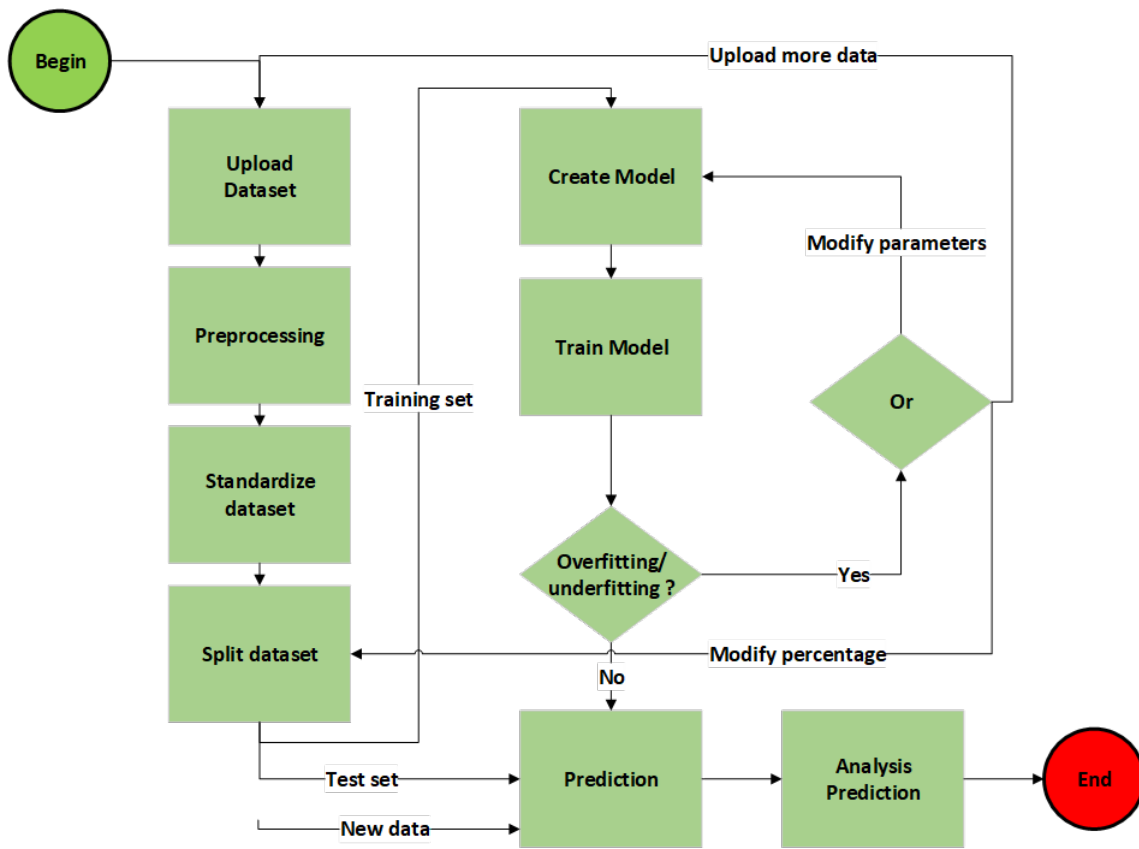 Begin
Upload more data
Upload
Dataset
Create Model
Modify parameters
Preprocessing
Train Model
Training set
Or
Standardize
dataset
Overfitting/
underfitting ?
Yes
Split dataset
Modify percentage
No
Test set
Prediction
Analysis
Prediction
End
New data